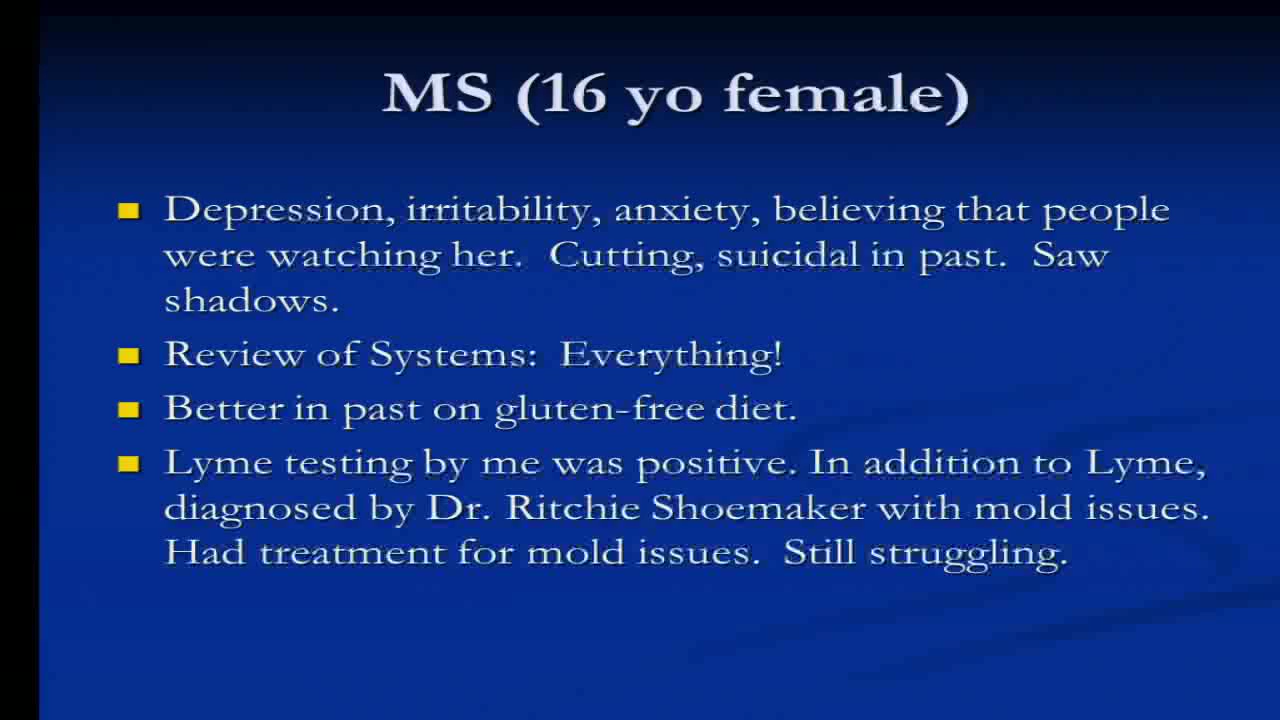 MS (16 yo female)
Depression, irritability, anxiety, believing that people
were watching her.  Cutting, suicidal in past.  Saw
shadows.
Review of Systems:  Everything!
Better in past on gluten-free diet.
Lyme testing by me was positive. In addition to Lyme,
diagnosed by Dr. Ritchie Shoemaker with mold issues.
Had treatment for mold issues.  Still struggling.